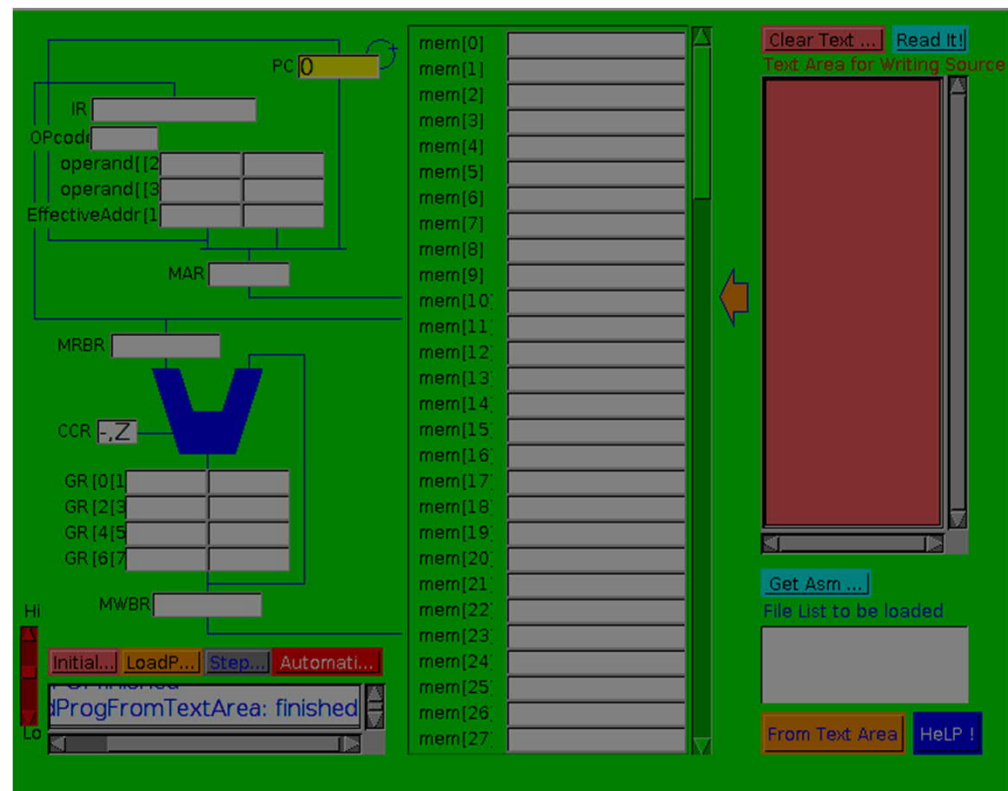 PC 0
IR
OPcode
operand[[2
operand[[3
EffectiveAddr[1
MAR
MRBR
CCR -,Z
GR [0[1
GR [2[3
GR [4[5
GR [6[7
MWBR
Hi
Lo
Initial...
LoadP...
Step...
Automati...
dProgFromTextArea: finished
mem[0]
mem[1]
mem[2]
mem[3]
mem[4]
mem[5]
mem[6]
mem[7]
mem[8]
mem[9]
mem[10]
mem[11]
mem[12]
mem[13]
mem[14]
mem[15]
mem[16]
mem[17]
mem[18]
mem[19]
mem[20]
mem[21]
mem[22]
mem[23]
mem[24]
mem[25]
mem[26]
mem[27]
Clear Text ...
Read It!
Text Area for Writing Source
Get Asm ...
File List to be loaded
From Text Area
HeLP !